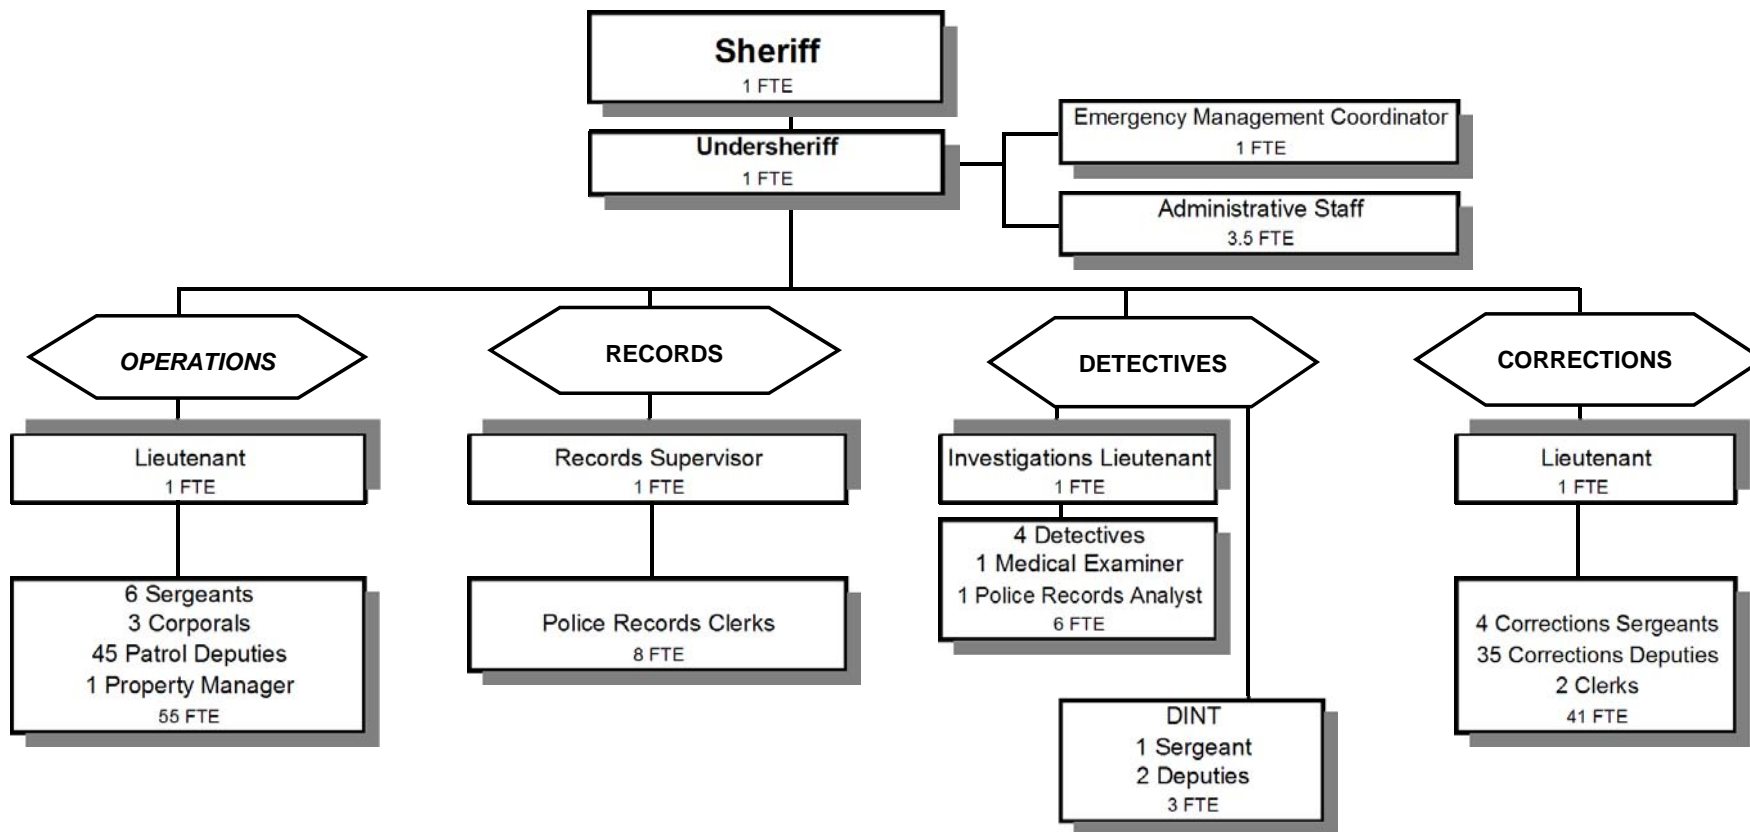 Sheriff
1 FTE
Undersheriff
1 FTE
Emergency Management Coordinator
1 FTE
Administrative Staff
3.5 FTE
OPERATIONS
Lieutenant
1 FTE
6 Sergeants
3 Corporals
45 Patrol Deputies
1 Property Manager
55 FTE
RECORDS
Records Supervisor
1 FTE
Police Records Clerks
8 FTE
DETECTIVES
Investigations Lieutenant
1 FTE
4 Detectives
1 Medical Examiner
1 Police Records Analyst
6 FTE
DINT
1 Sergeant
2 Deputies
3 FTE
CORRECTIONS
Lieutenant
1 FTE
4 Corrections Sergeants
35 Corrections Deputies
2 Clerks
41 FTE